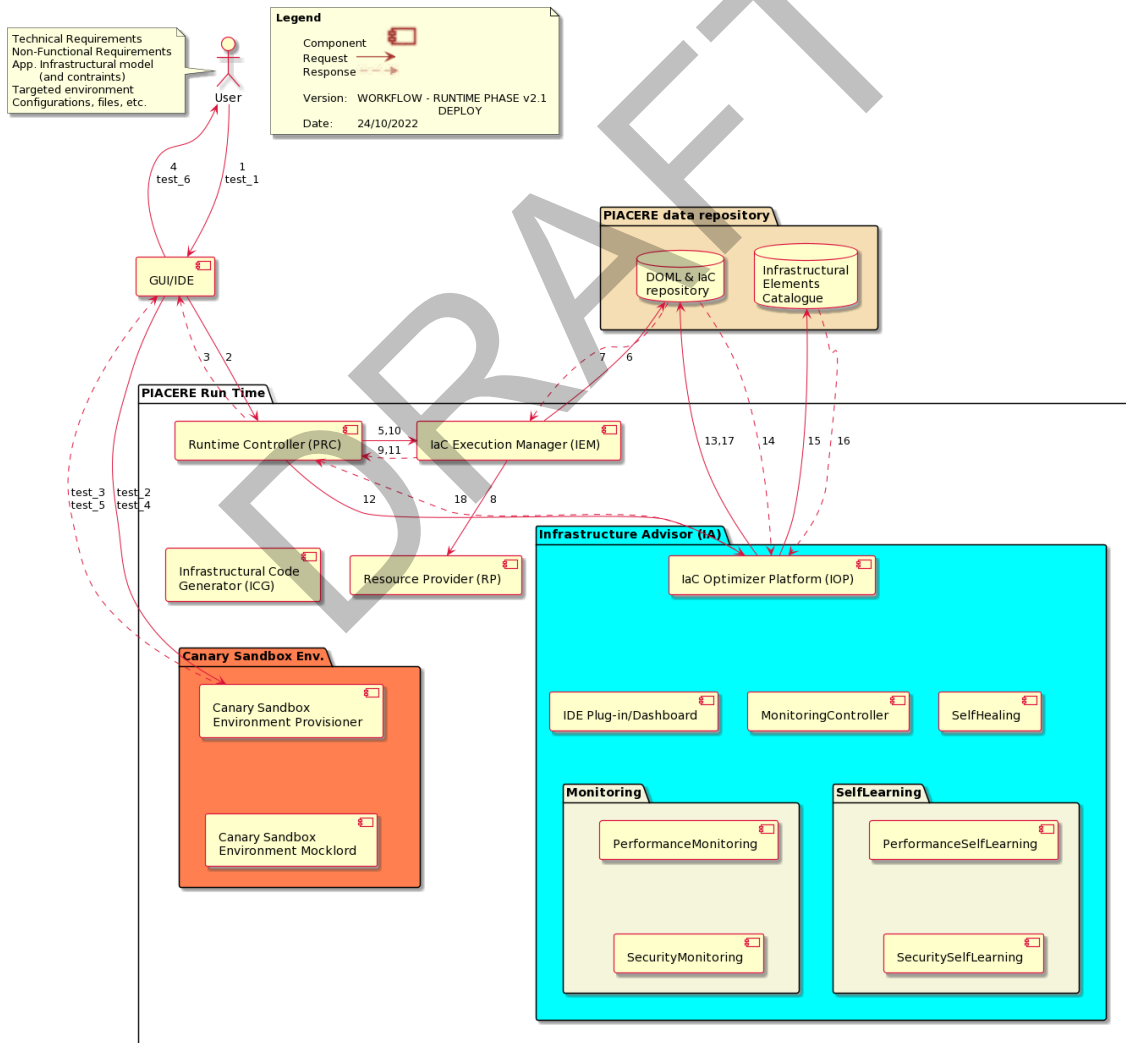 Technical Requirements
Non-Functional Requirements
App. Infrastructural model
(and contraints)
Targeted environment
Configurations, files, etc.
User
Legend
Component
Request
Response
Version: WORKFLOW - RUNTIME PHASE v2.1
DEPLOY
Date: 24/10/2022
4
test_6
1
test_1
PIACERE data repository
DOML & IaC
repository
Infrastructural
Elements
Catalogue
GUI/IDE
3
2
7
6
PIACERE Run Time
Runtime Controller (PRC)
5,10
9,11
IaC Execution Manager (IEM)
13,17
14
15
16
test_3
test_5
test_2
test_4
12
18
8
Infrastructural Code
Generator (ICG)
Resource Provider (RP)
Infrastructure Advisor (IA)
IaC Optimizer Platform (IOP)
Canary Sandbox Env.
Canary Sandbox
Environment Provisioner
Canary Sandbox
Environment Mocklord
IDE Plug-in/Dashboard
MonitoringController
SelfHealing
Monitoring
PerformanceMonitoring
SecurityMonitoring
SelfLearning
PerformanceSelfLearning
SecuritySelfLearning
DRAFT